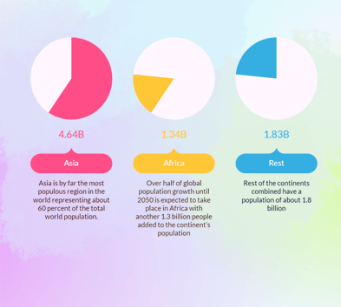 4.64B
1.34B
1.83B
Asia
Africa
Rest
Asia is by far the most
populous region in the
world representing about
60 percent of the total
world population.
Over half of global
population growth until
2050 is expected to take
place in Africa with
another 1.3 billion people
added to the continent's
population
Rest of the continents
combined have a
population of about 1.8
billion